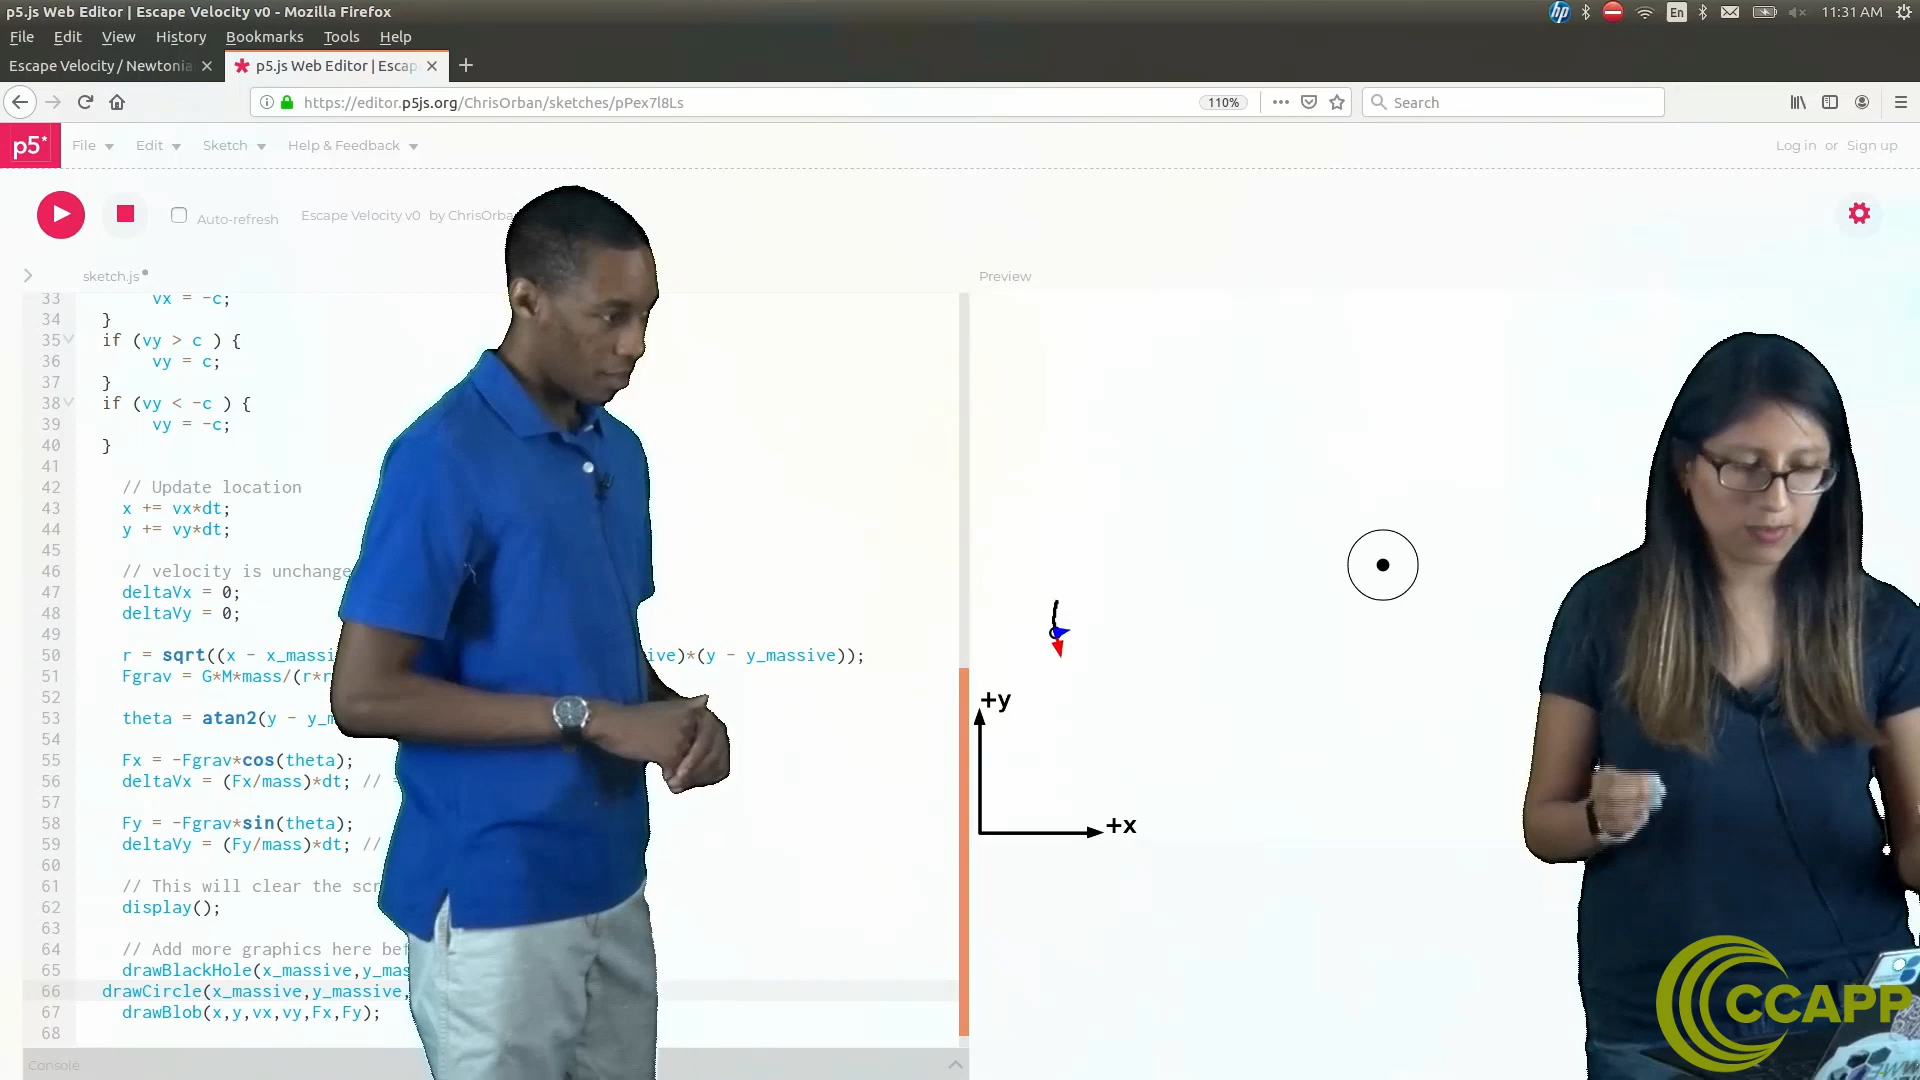 p5.js Web Editor | Escape Velocity v0 - Mozilla Firefox
En
11:31 AM
File Edit View History Bookmarks Tools Help
Escape Velocity / Newtonia
p5.js Web Editor | Escap
https://editor.p5js.org/ChrisOrban/sketches/pPex7l8Ls
110%
Search
p5*
File Edit Sketch Help & Feedback
Log in or Sign up
Auto-refresh
Escape Velocity v0 by ChrisOrba
sketch.js
Preview
33 vx = -c;
34 }
35 if (vy > c ) {
36 vy = c;
37 }
38 if (vy < -c ) {
39 vy = -c;
40 }
41
42 // Update location
43 x += vx*dt;
44 y += vy*dt;
45
46 // velocity is unchange
47 deltaVx = 0;
48 deltaVy = 0;
49
50 r = sqrt((x - x_massi ive)*(y - y_massive));
51 Fgrav = G*M*mass/(r*r
52
53 theta = atan2(y - y_m
54
55 Fx = -Fgrav*cos(theta);
56 deltaVx = (Fx/mass)*dt; //
57
58 Fy = -Fgrav*sin(theta);
59 deltaVy = (Fy/mass)*dt; //
60
61 // This will clear the scr
62 display();
63
64 // Add more graphics here bef
65 drawBlackHole(x_massive,y_mas
66 drawCircle(x_massive,y_massive,
67 drawBlob(x,y,vx,vy,Fx,Fy);
68
Console
+y
+x
CCAPP